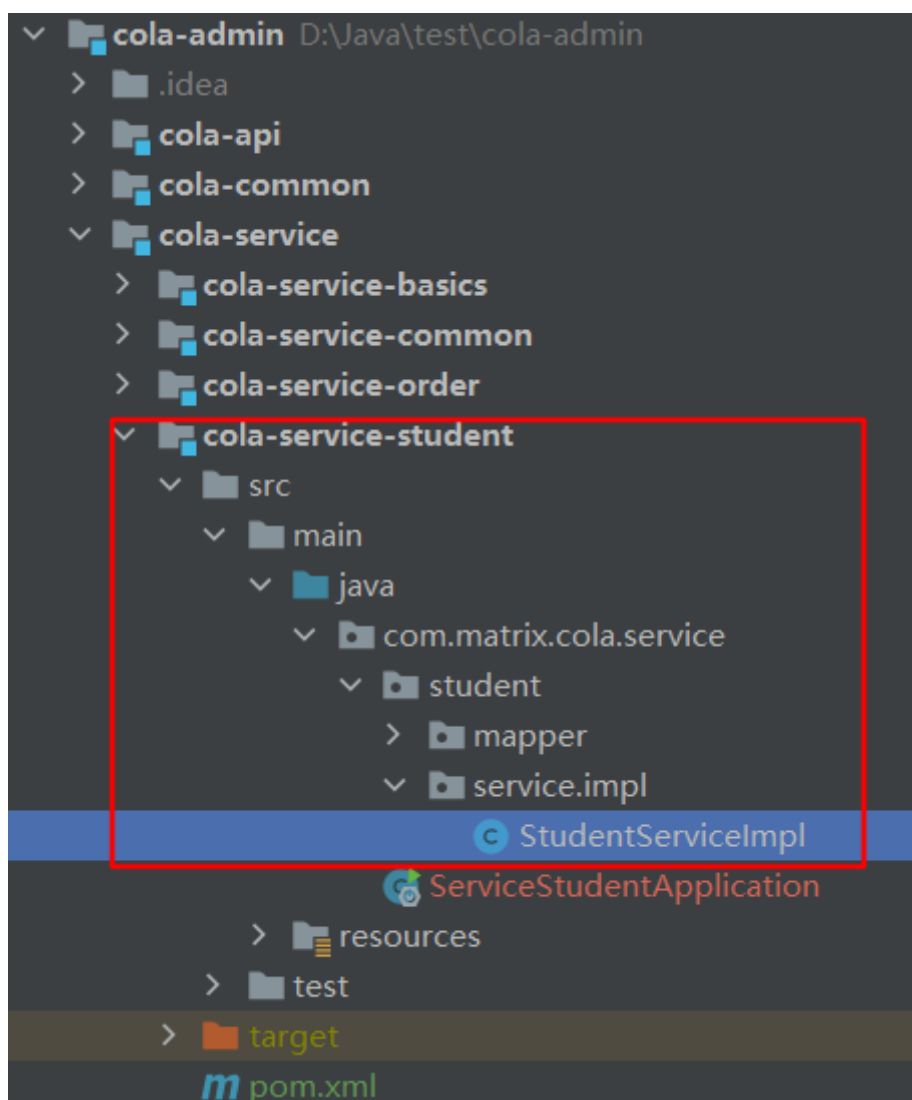 cola-admin D:\Java\test\cola-admin
.idea
cola-api
cola-common
cola-service
cola-service-basics
cola-service-common
cola-service-order
cola-service-student
src
main
java
com.matrix.cola.service
student
mapper
service.impl
StudentServiceImpl
ServiceStudentApplication
resources
test
target
pom.xml